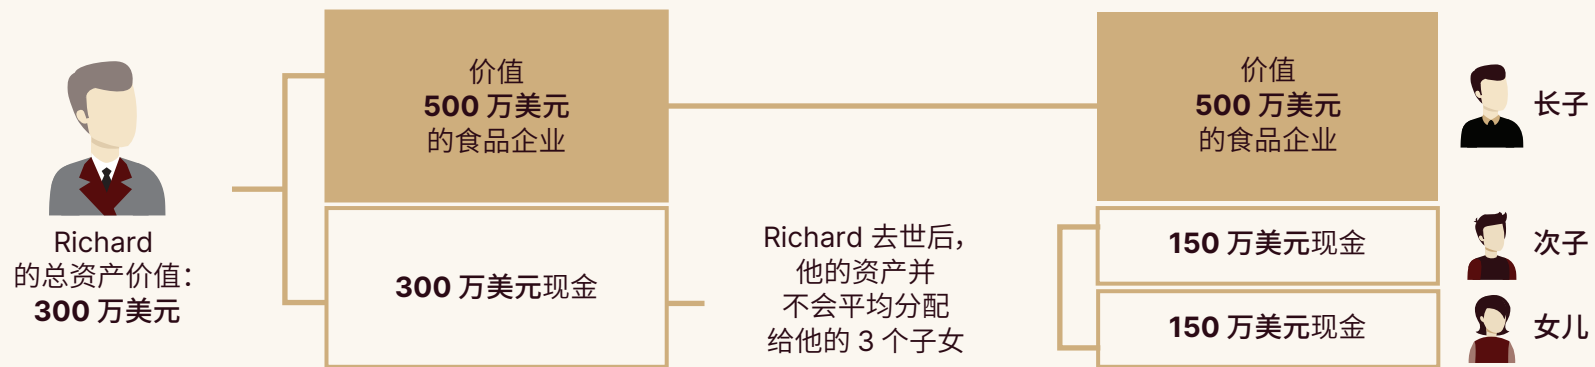 Richard
的总资产价值：
300 万美元
价值
500 万美元
的食品企业
300 万美元现金
Richard 去世后，
他的资产并
不会平均分配
给他的 3 个子女
价值
500 万美元
的食品企业
长子
150 万美元现金
次子
150 万美元现金
女儿